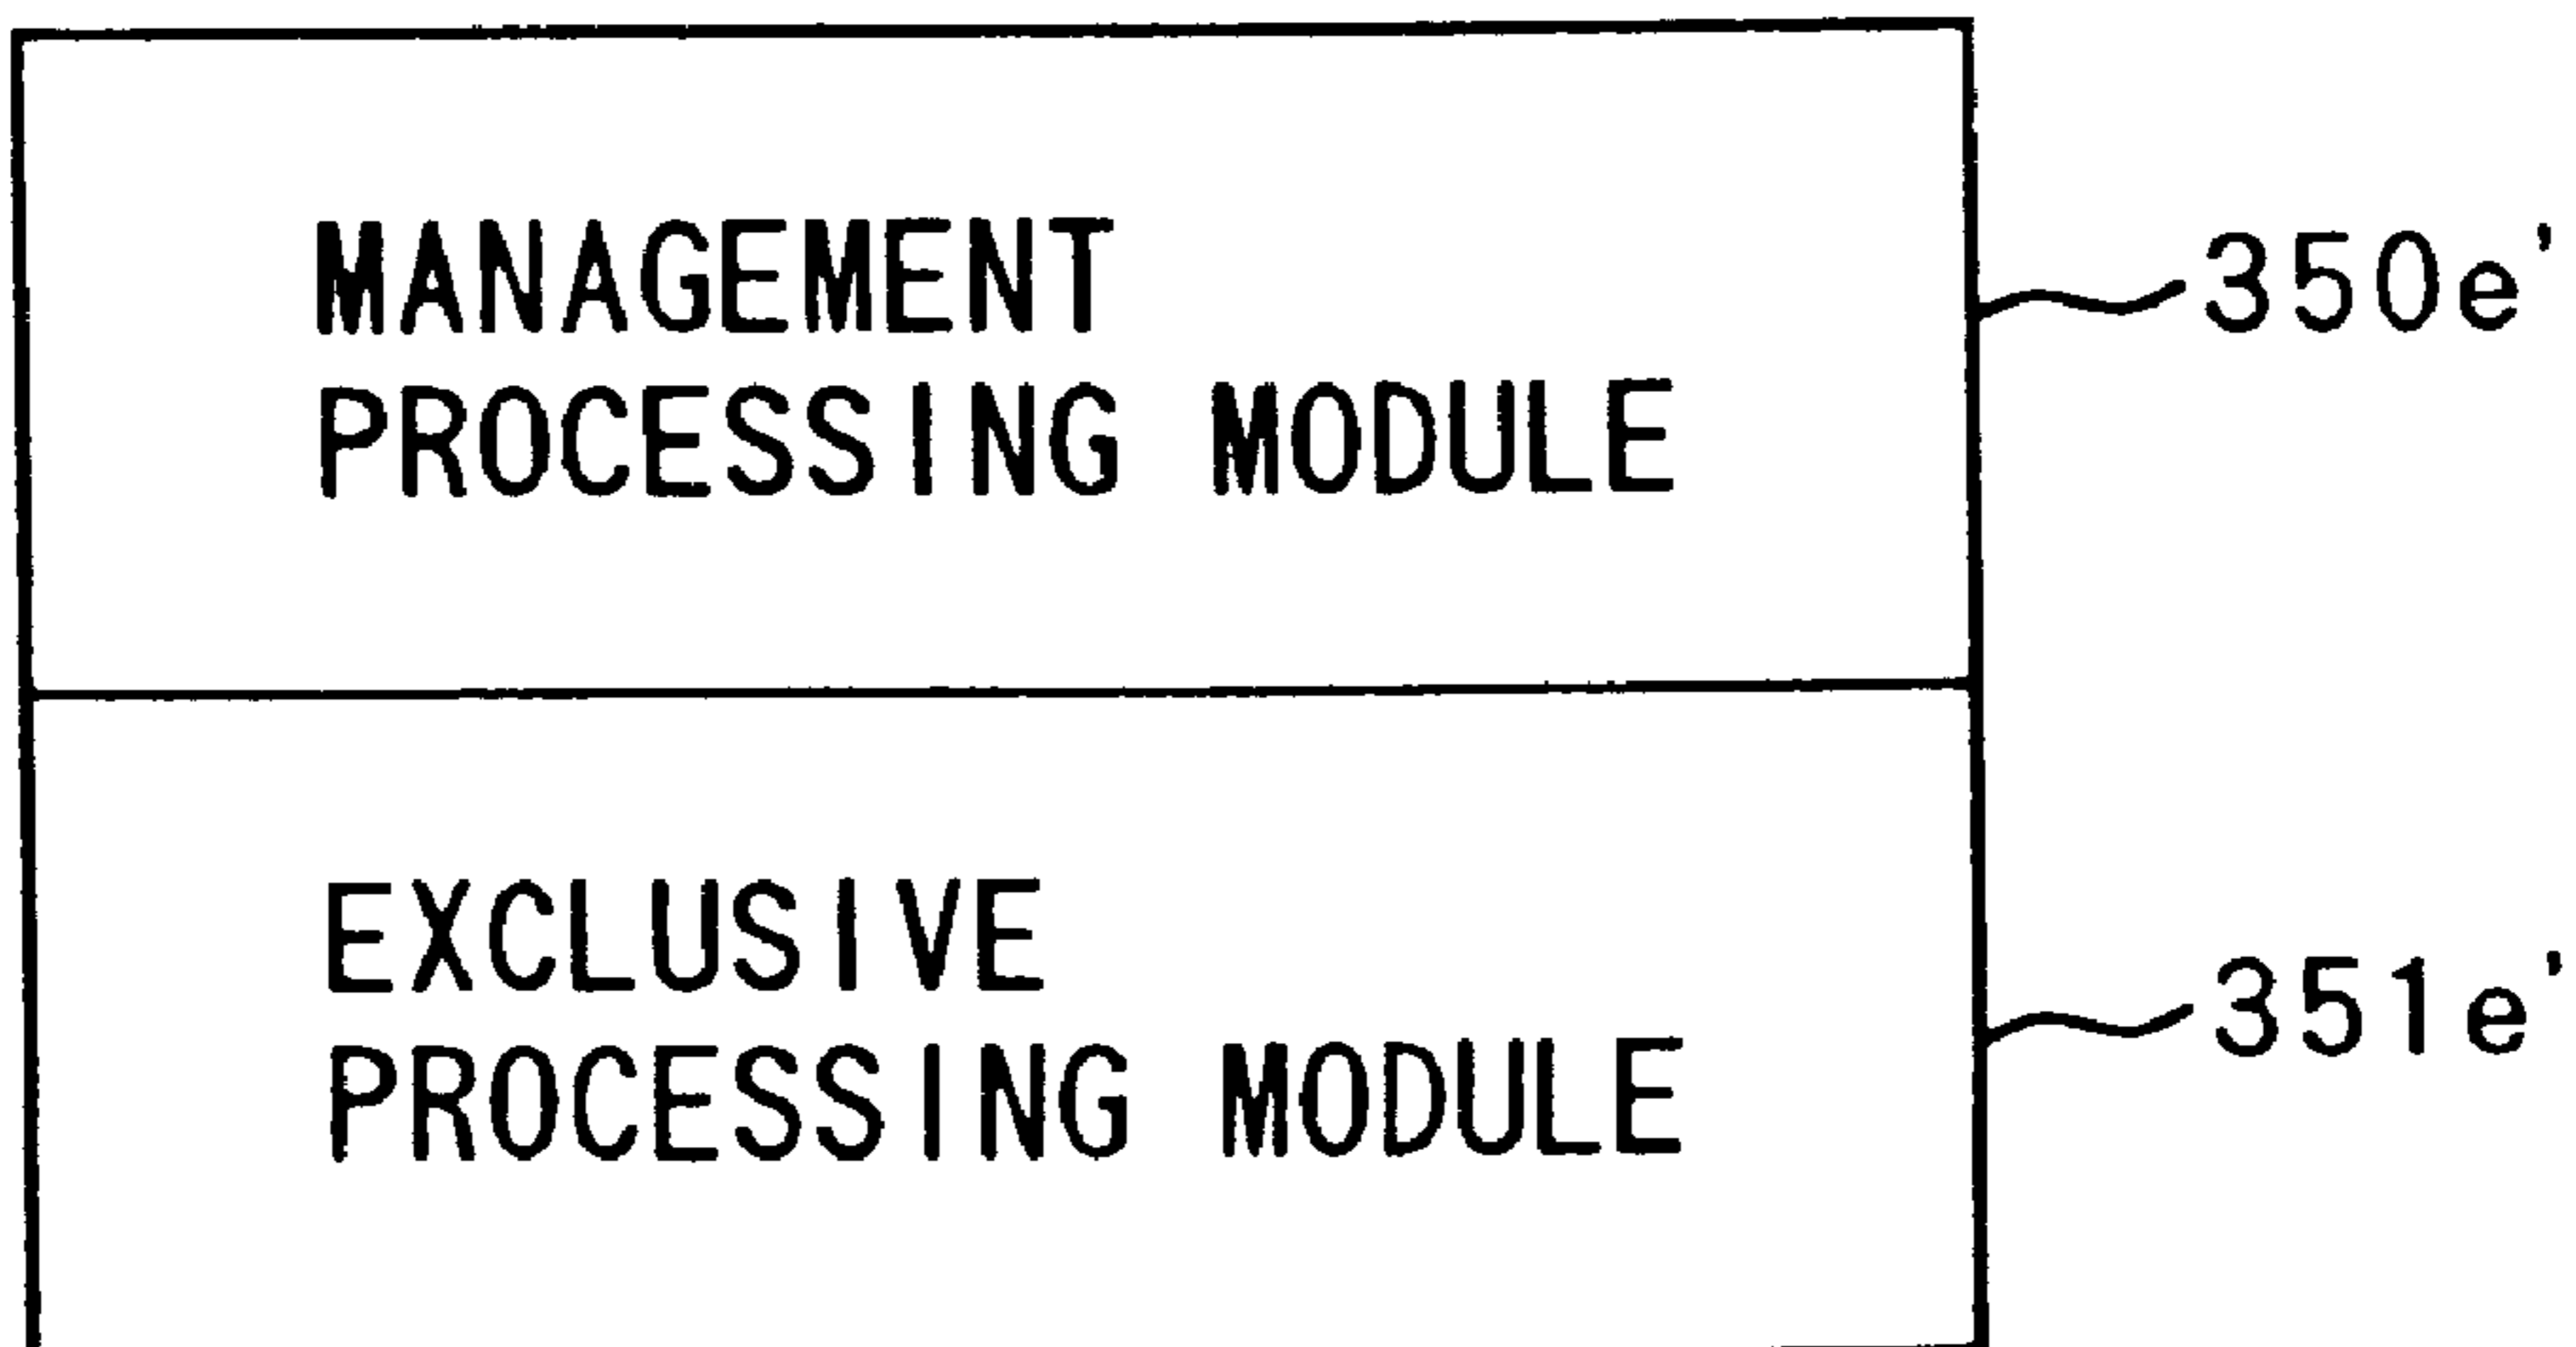 MANAGEMENT
PROCESSING MODULE
350e'
EXCLUSIVE
PROCESSING MODULE
351e'